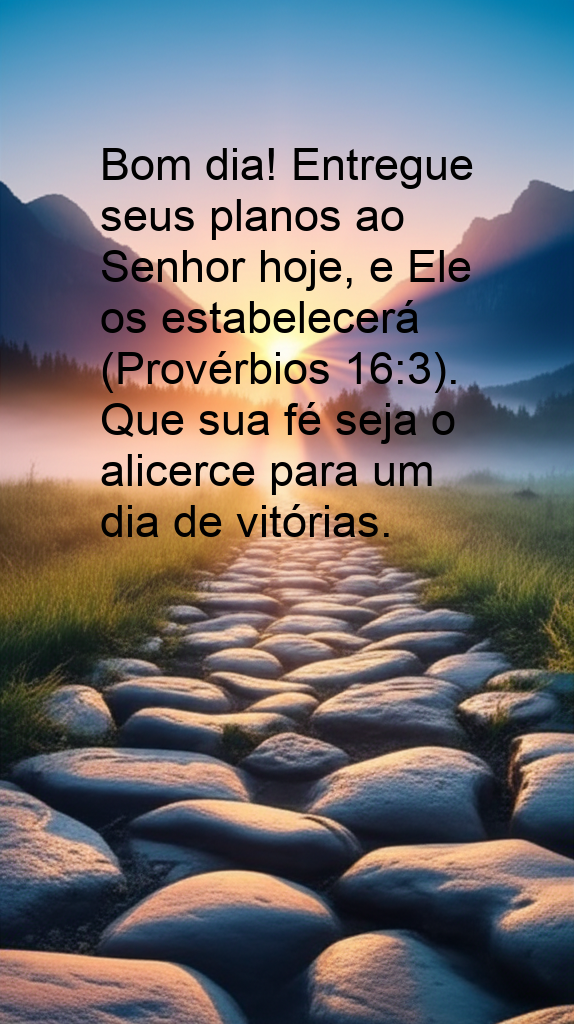 Bom dia! Entregue
seus planos ao
Senhor hoje, e Ele
os estabelecerá
(Provérbios 16:3).
Que sua fé seja o
alicerce para um
dia de vitórias.